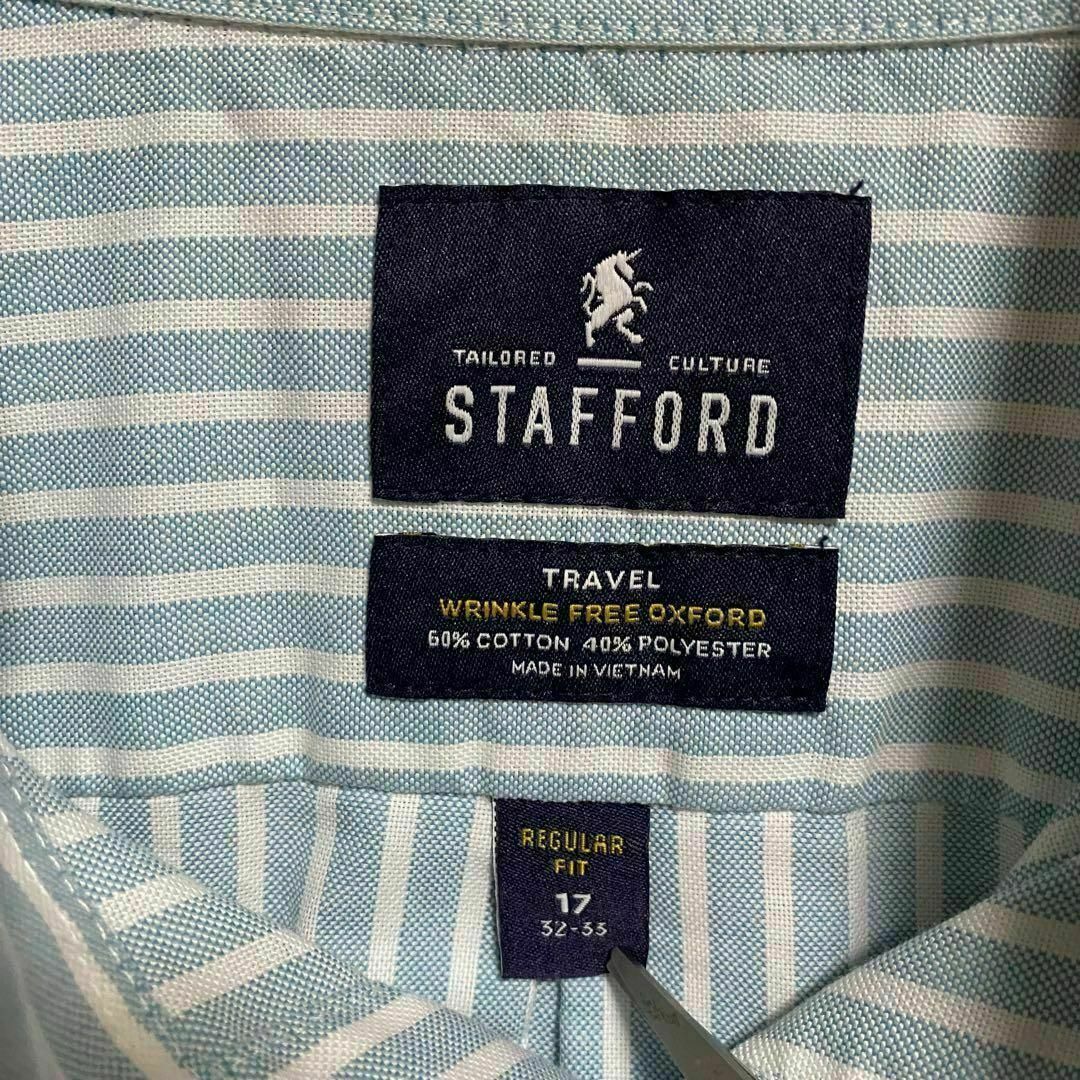 TAILORED CULTURE
STAFFORD
TRAVEL
WRINKLE FREE OXFORD
60% COTTON 40% POLYESTER
MADE IN VIETNAM
REGULAR
FIT
17
32-33